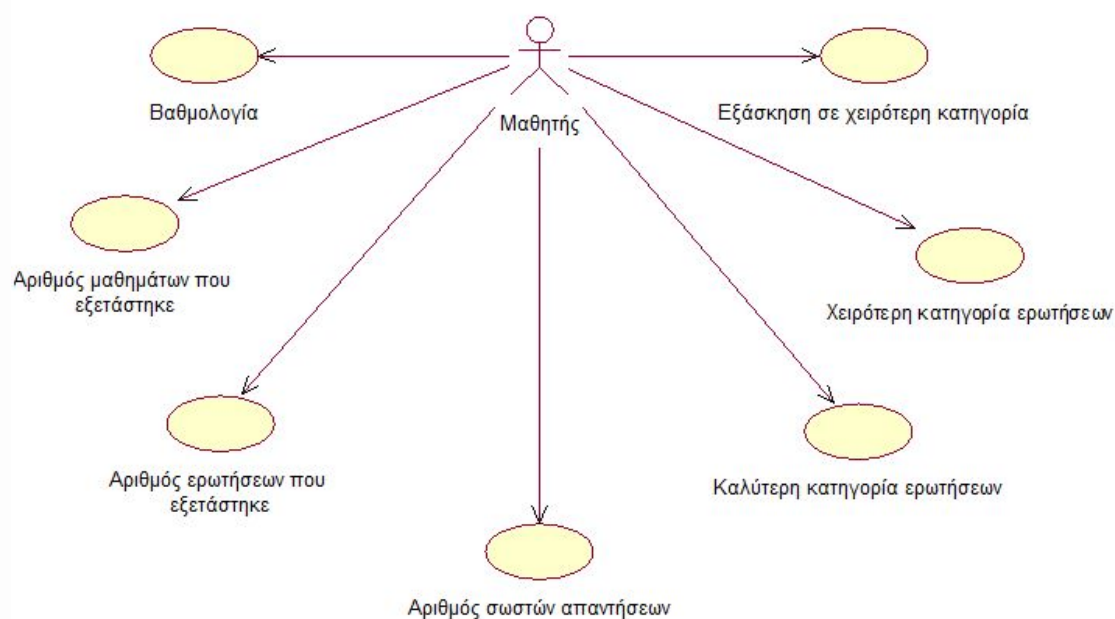 Βαθμολογία
Μαθητής
Εξάσκηση σε χειρότερη κατηγορία
Αριθμός μαθημάτων που
εξετάστηκε
Χειρότερη κατηγορία ερωτήσεων
Αριθμός ερωτήσεων που
εξετάστηκε
Καλύτερη κατηγορία ερωτήσεων
Αριθμός σωστών απαντήσεων